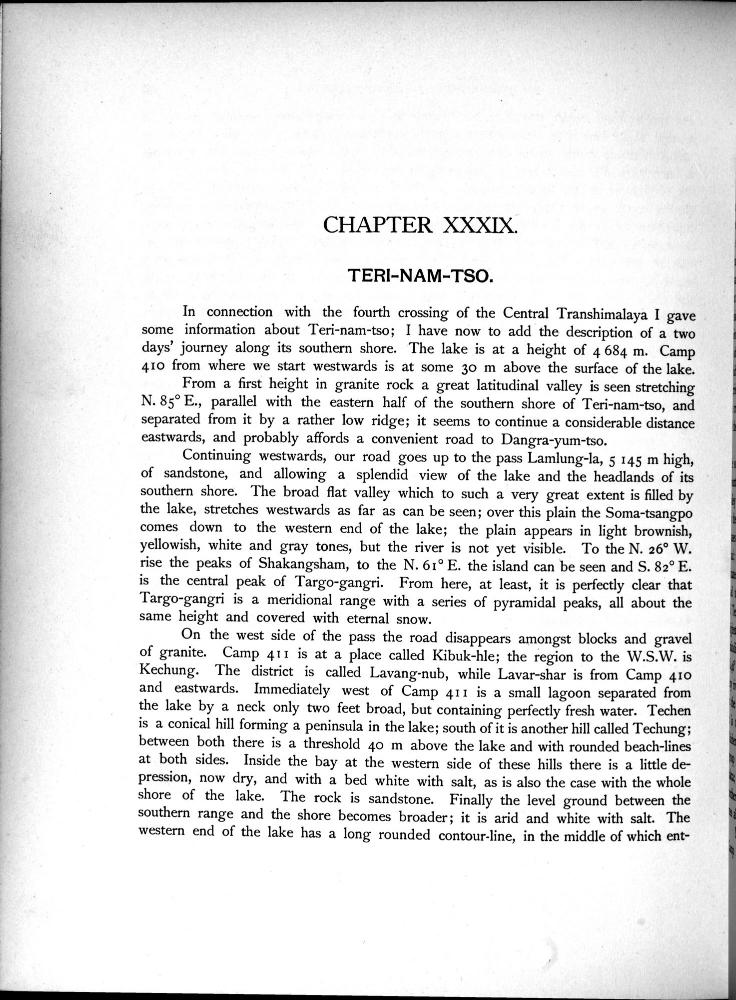 CHAPTER XXXIX.
TERI-NAM-TSO.
In connection with the fourth crossing of the Central Transhimalaya I gave
some information about Teri-nam-tso; I have now to add the description of a two
days' journey along its southern shore. The lake is at a height of 4 684 m. Camp
410 from where we start westwards is at some 30 m above the surface of the lake.
From a first height in granite rock a great latitudinal valley is seen stretching
N. 85° E., parallel with the eastern half of the southern shore of Teri-nam-tso, and
separated from it by a rather low ridge; it seems to continue a considerable distance
eastwards, and probably affords a convenient road to Dangra-yum-tso.
Continuing westwards, our road goes up to the pass Lamlung-la, 5 145 m high,
of sandstone, and allowing a splendid view of the lake and the headlands of its
southern shore. The broad flat valley which to such a very great extent is filled by
the lake, stretches westwards as far as can be seen; over this plain the Soma-tsangpo
comes down to the western end of the lake; the plain appears in light brownish,
yellowish, white and gray tones, but the river is not yet visible. To the N. 26° W.
rise the peaks of Shakangsham, to the N. 61° E. the island can be seen and S. 82° E.
is the central peak of Targo-gangri. From here, at least, it is perfectly clear that
Targo-gangri is a meridional range with a series of pyramidal peaks, all about the
same height and covered with eternal snow.
On the west side of the pass the road disappears amongst blocks and gravel
of granite. Camp 411 is at a place called Kibuk-hle; the region to the W.S.W. is
Kechung. The district is called Lavang-nub, while Lavar-shar is from Camp 410
and eastwards. Immediately west of Camp 411 is a small lagoon separated from
the lake by a neck only two feet broad, but containing perfectly fresh water. Techen
is a conical hill forming a peninsula in the lake; south of it is another hill called Techung;
between both there is a threshold 40 m above the lake and with rounded beach-lines
at both sides. Inside the bay at the western side of these hills there is a little de-
pression, now dry, and with a bed white with salt, as is also the case with the whole
shore of the lake. The rock is sandstone. Finally the level ground between the
southern range and the shore becomes broader; it is arid and white with salt. The
western end of the lake has a long rounded contour-line, in the middle of which ent-